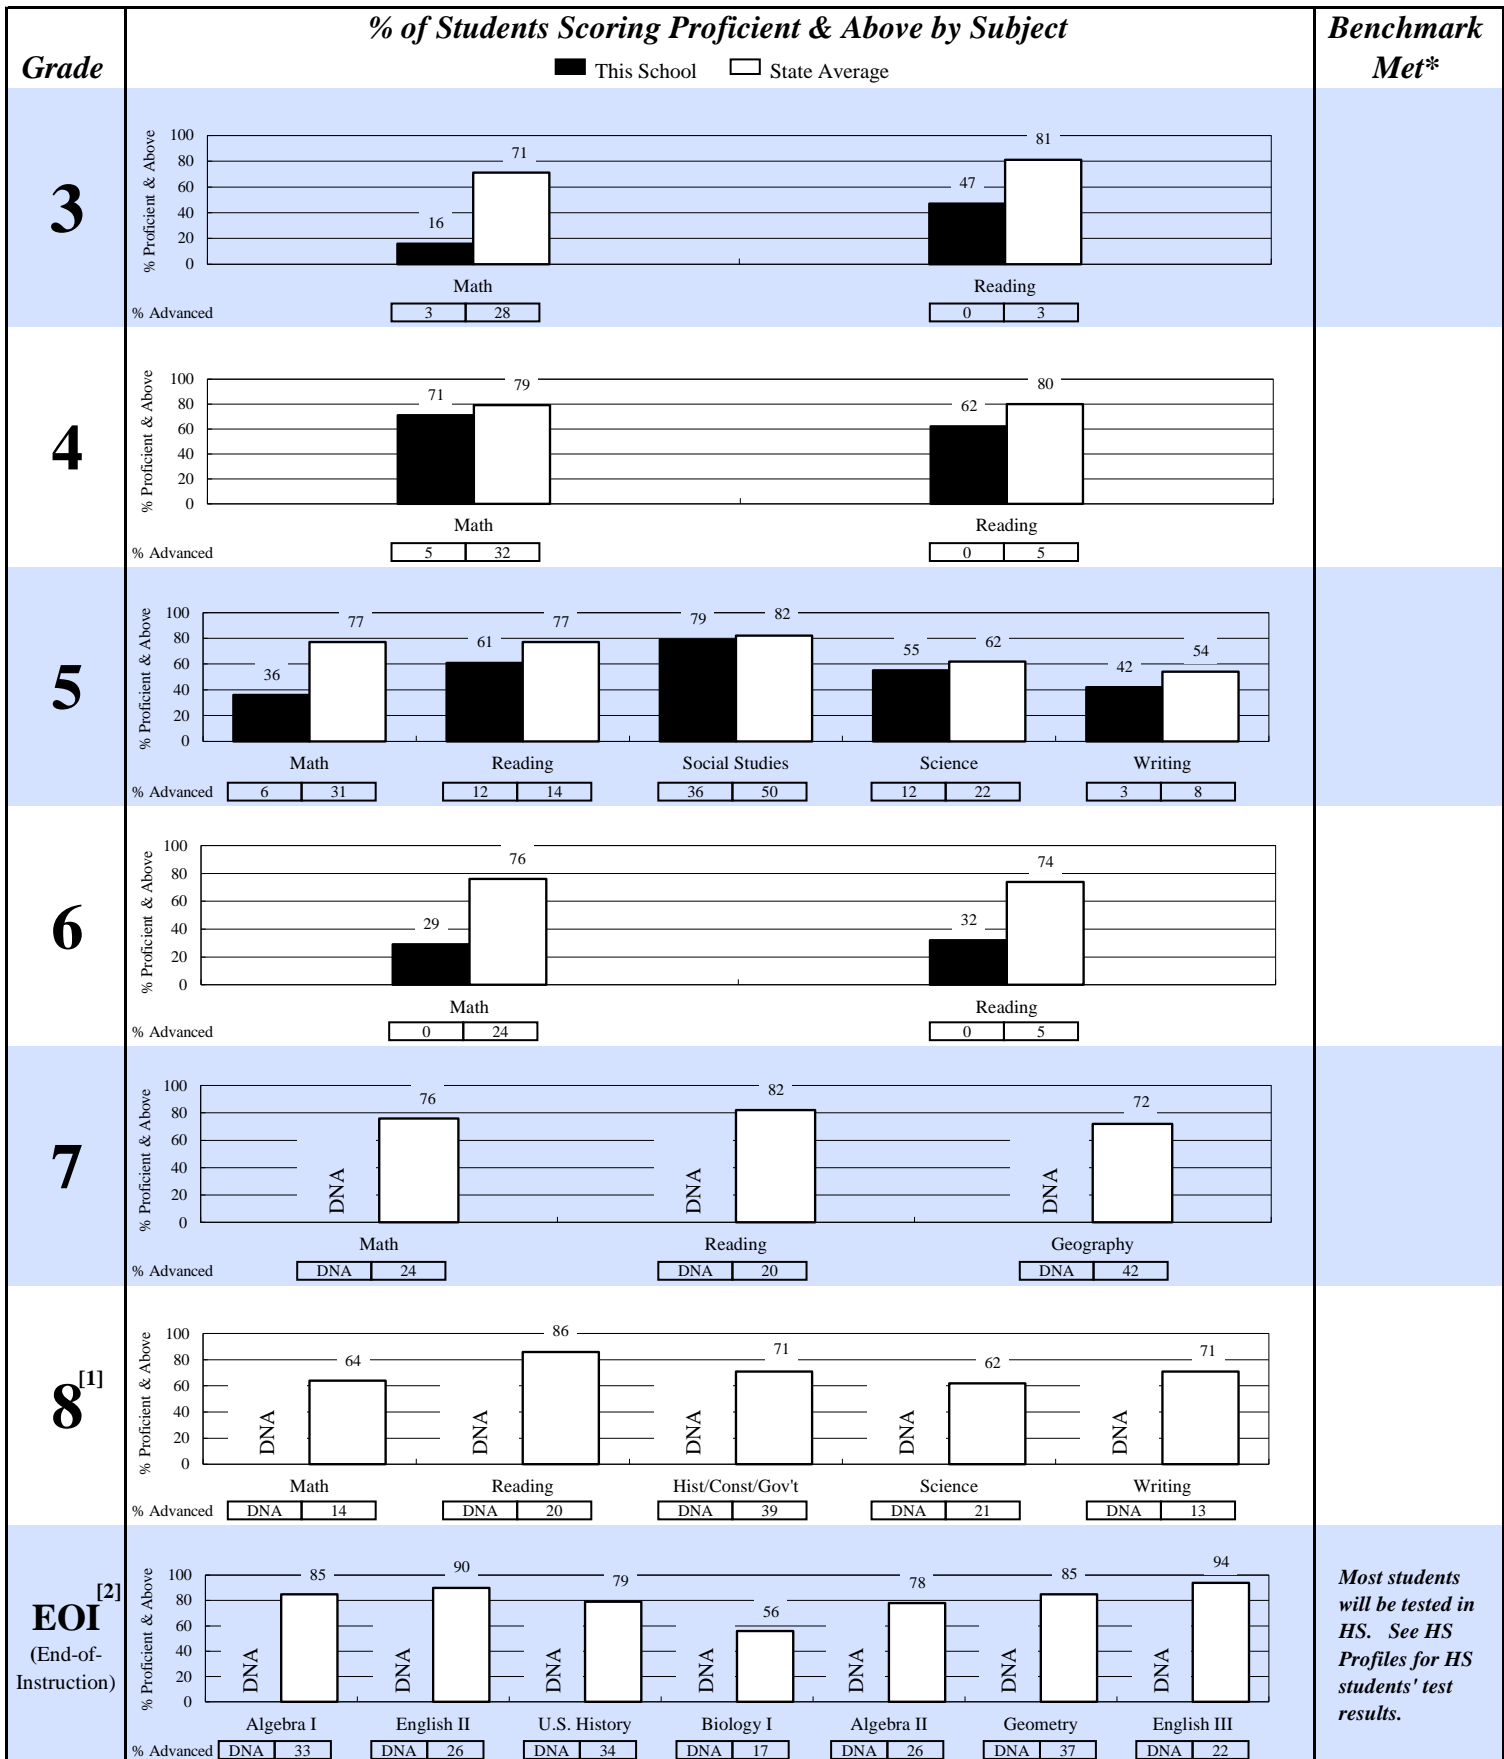 % of Students Scoring Proficient & Above by Subject
Benchmark
Met*
Grade
This School State Average
3
% Proficient & Above
100
80
60
40
20
0
16 71
47 81
Math Reading
% Advanced 3 28 0 3
4
% Proficient & Above
100
80
60
40
20
0
71 79
62 80
Math Reading
% Advanced 5 32 0 5
5
% Proficient & Above
100
80
60
40
20
0
36 77
61 77
79 82
55 62
42 54
Math Reading Social Studies Science Writing
% Advanced 6 31 12 14 36 50 12 22 3 8
6
% Proficient & Above
100
80
60
40
20
0
29 76
32 74
Math Reading
% Advanced 0 24 0 5
7
% Proficient & Above
100
80
60
40
20
0
DNA 76
DNA 82
DNA 72
Math Reading Geography
% Advanced DNA 24 DNA 20 DNA 42
8[1]
% Proficient & Above
100
80
60
40
20
0
DNA 64
DNA 86
DNA 71
DNA 62
DNA 71
Math Reading Hist/Const/Gov't Science Writing
% Advanced DNA 14 DNA 20 DNA 39 DNA 21 DNA 13
EOI[2]
(End-of-
Instruction)
% Proficient & Above
100
80
60
40
20
0
DNA 85
DNA 90
DNA 79
DNA 56
DNA 78
DNA 85
DNA 94
Algebra I English II U.S. History Biology I Algebra II Geometry English III
% Advanced DNA 33 DNA 26 DNA 34 DNA 17 DNA 26 DNA 37 DNA 22
Most students
will be tested in
HS. See HS
Profiles for HS
students' test
results.